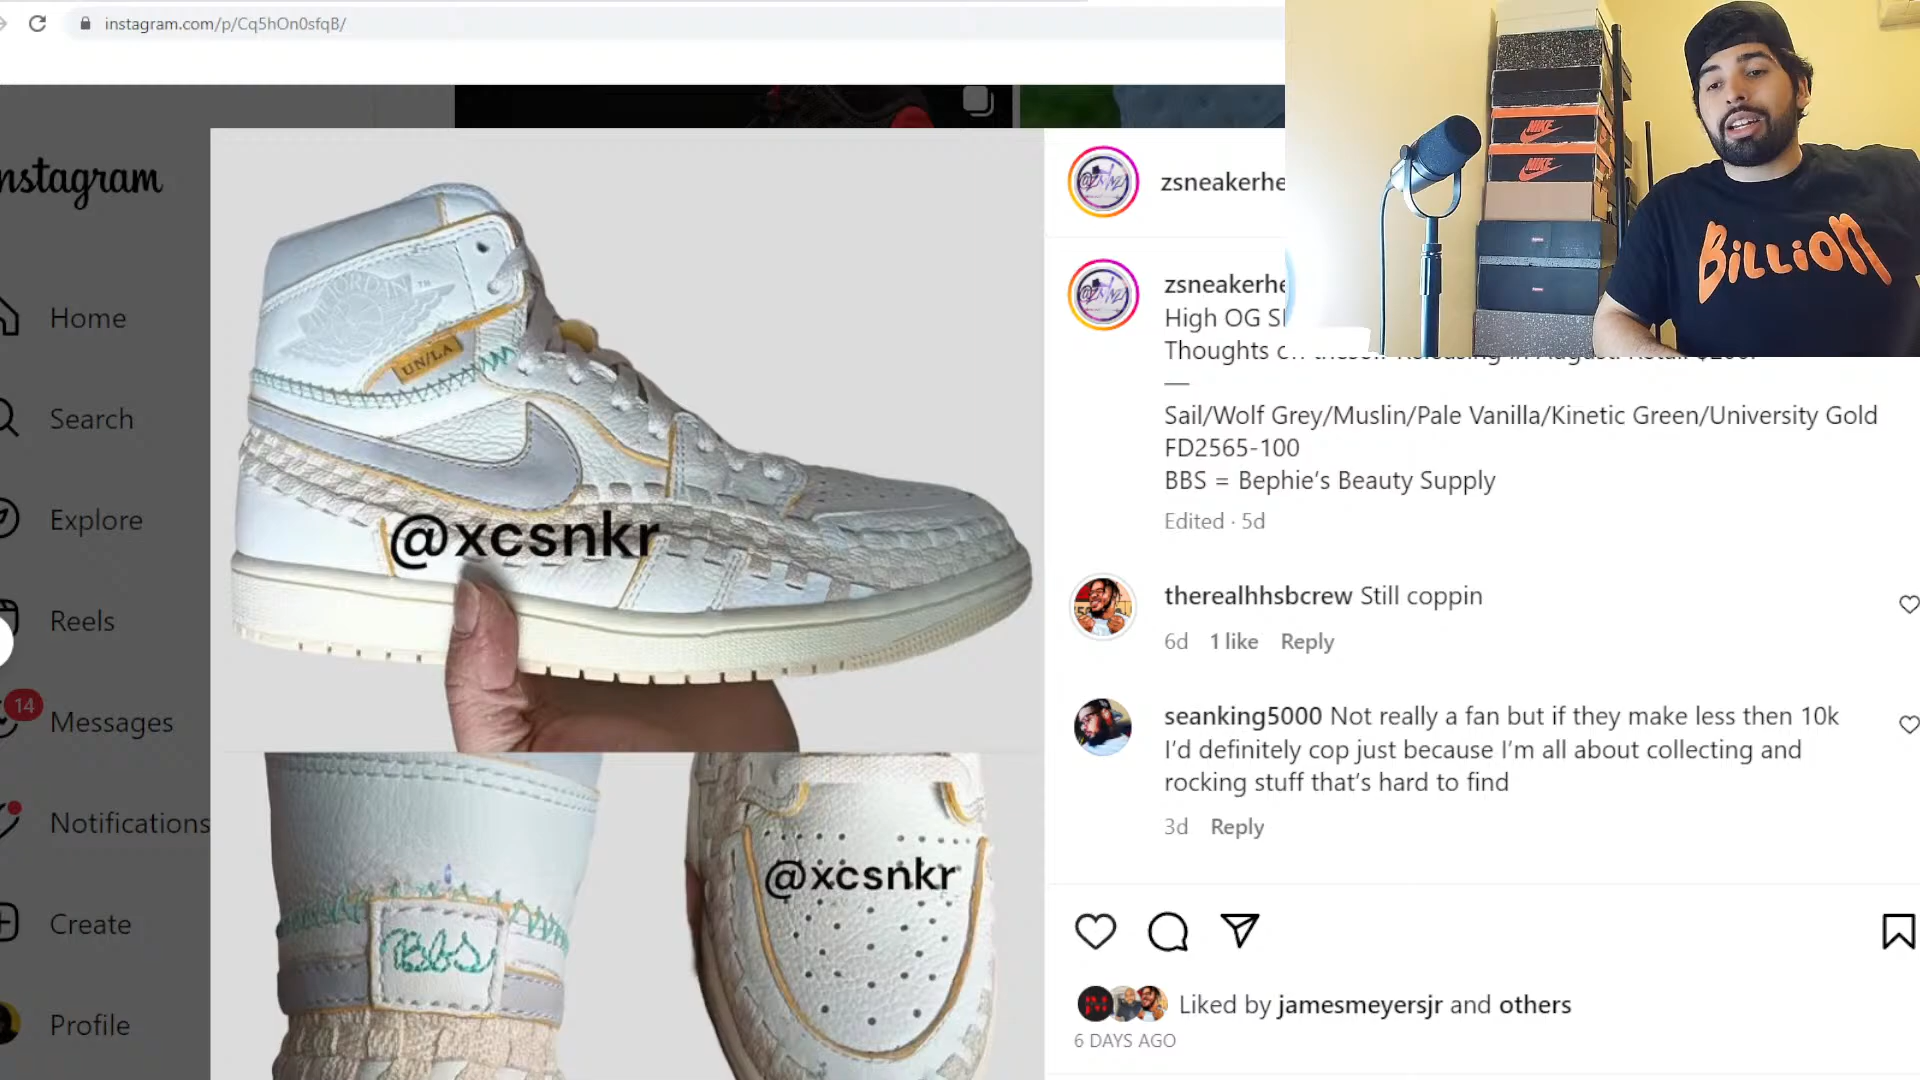 instagram.com/p/Cq5hOn0sfqB/
nstagram
Home
Search
Explore
Reels
14
Messages
Notifications
Create
Profile
JORDAN TM
UN/LA
@xcsnkr
BbS
@xcsnkr
zsneakerhe
zsneakerhe
High OG S
Thoughts
Sail/Wolf Grey/Muslin/Pale Vanilla/Kinetic Green/University Gold
FD2565-100
BBS = Bephie's Beauty Supply
Edited · 5d
therealhhsbcrew Still coppin
6d 1 like Reply
seanking5000 Not really a fan but if they make less then 10k
I'd definitely cop just because I'm all about collecting and
rocking stuff that's hard to find
3d Reply
Liked by jamesmeyersjr and others
6 DAYS AGO
NIKE
NIKE
BiLLiON